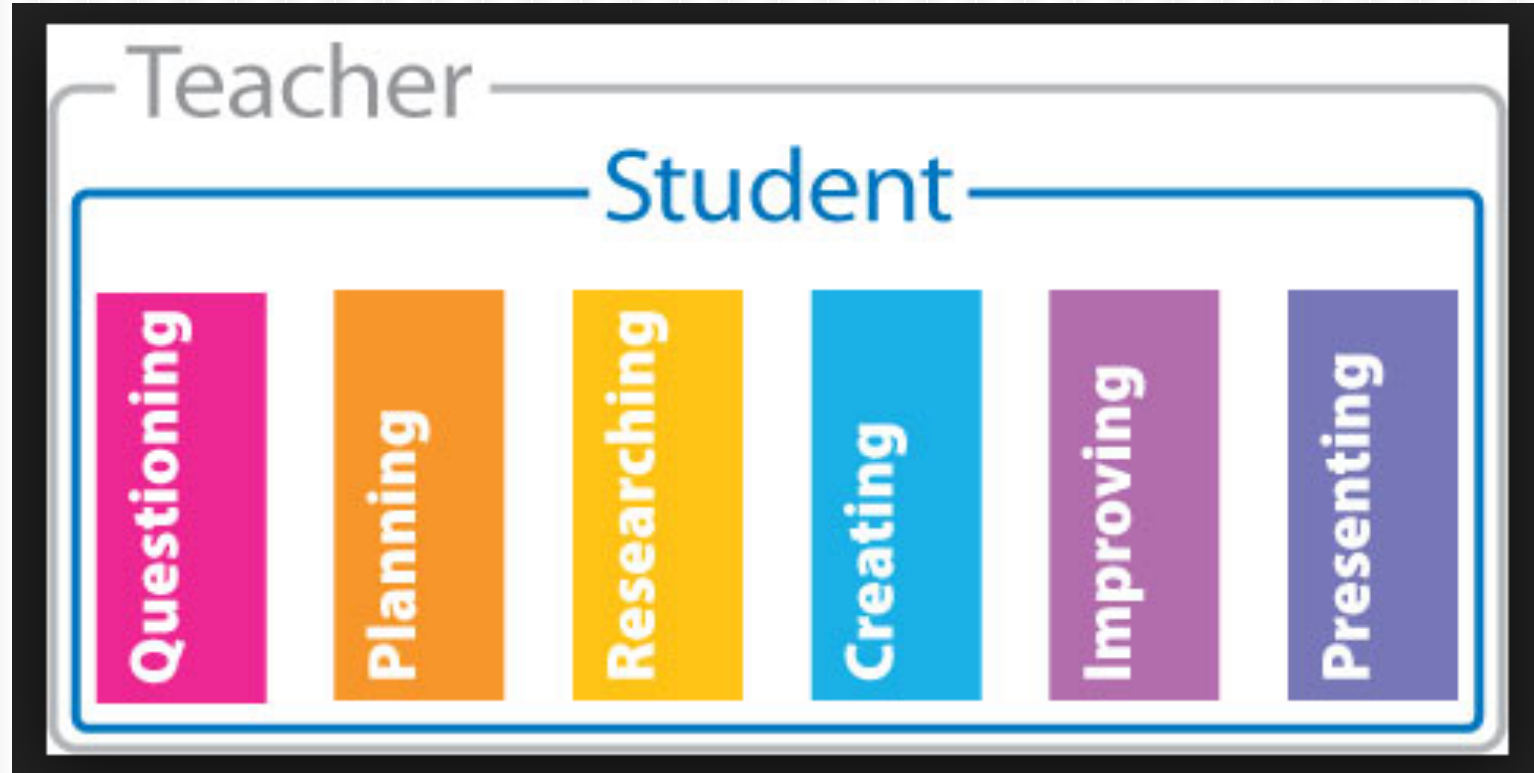 Teacher
Student
Questioning
Planning
Researching
Creating
Improving
Presenting